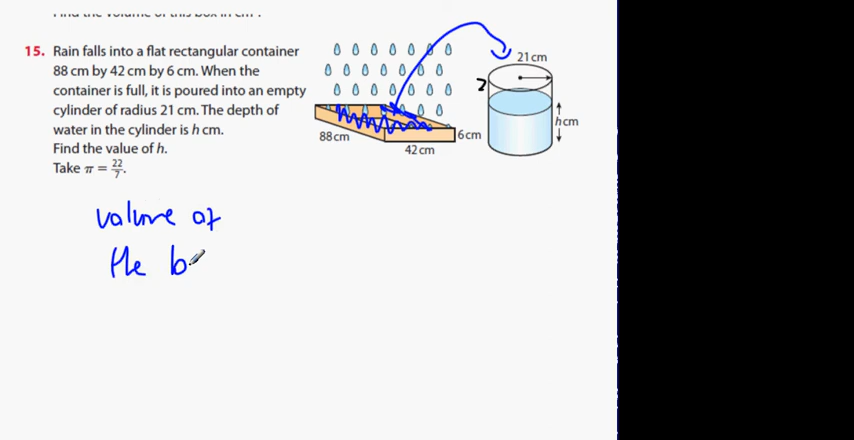 15. Rain falls into a flat rectangular container
88 cm by 42 cm by 6 cm. When the
container is full, it is poured into an empty
cylinder of radius 21 cm. The depth of
water in the cylinder is h cm.
Find the value of h.
Take π = 22/7.
88 cm
42 cm
6 cm
21 cm
h cm
volume of
the b